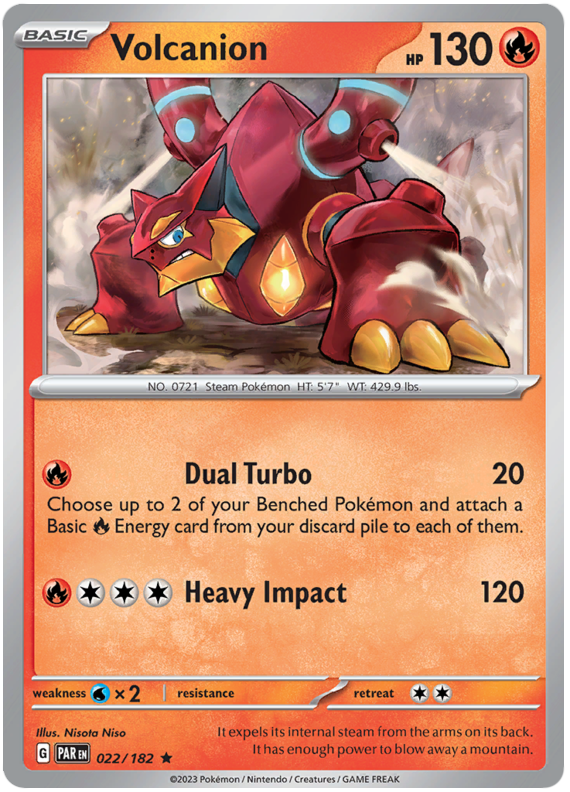 BASIC Volcanion HP 130
NO. 0721 Steam Pokémon HT: 5'7" WT: 429.9 lbs.
Dual Turbo 20
Choose up to 2 of your Benched Pokémon and attach a
Basic Energy card from your discard pile to each of them.
Heavy Impact 120
weakness ×2 resistance retreat
Illus. Nisota Niso
It expels its internal steam from the arms on its back.
It has enough power to blow away a mountain.
G PAR EN 022/182 ★
©2023 Pokémon / Nintendo / Creatures / GAME FREAK